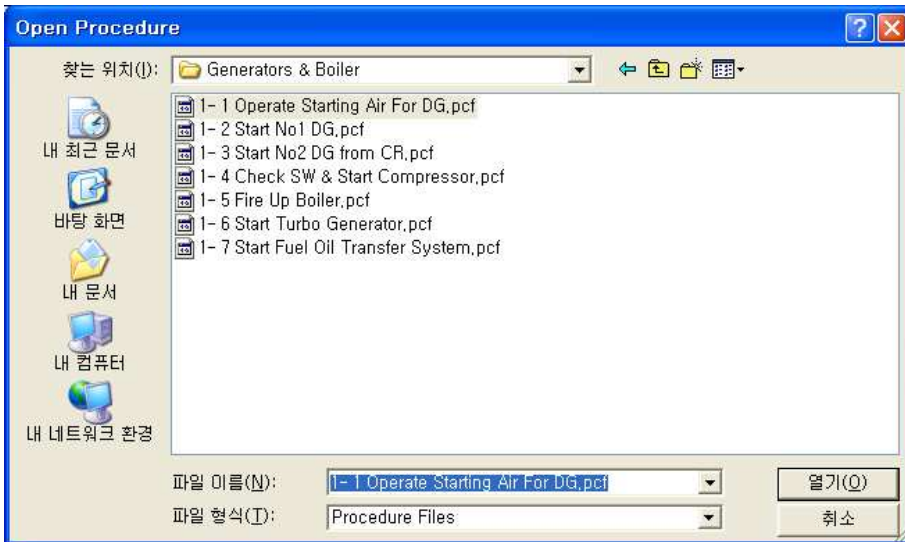 Open Procedure
찾는 위치(I): Generators & Boiler
1- 1 Operate Starting Air For DG.pcf
1- 2 Start No1 DG.pcf
1- 3 Start No2 DG from CR.pcf
1- 4 Check SW & Start Compressor.pcf
1- 5 Fire Up Boiler.pcf
1- 6 Start Turbo Generator.pcf
1- 7 Start Fuel Oil Transfer System.pcf
내 최근 문서
바탕 화면
내 문서
내 컴퓨터
내 네트워크 환경
파일 이름(N): 1- 1 Operate Starting Air For DG.pcf 열기(O)
파일 형식(T): Procedure Files 취소